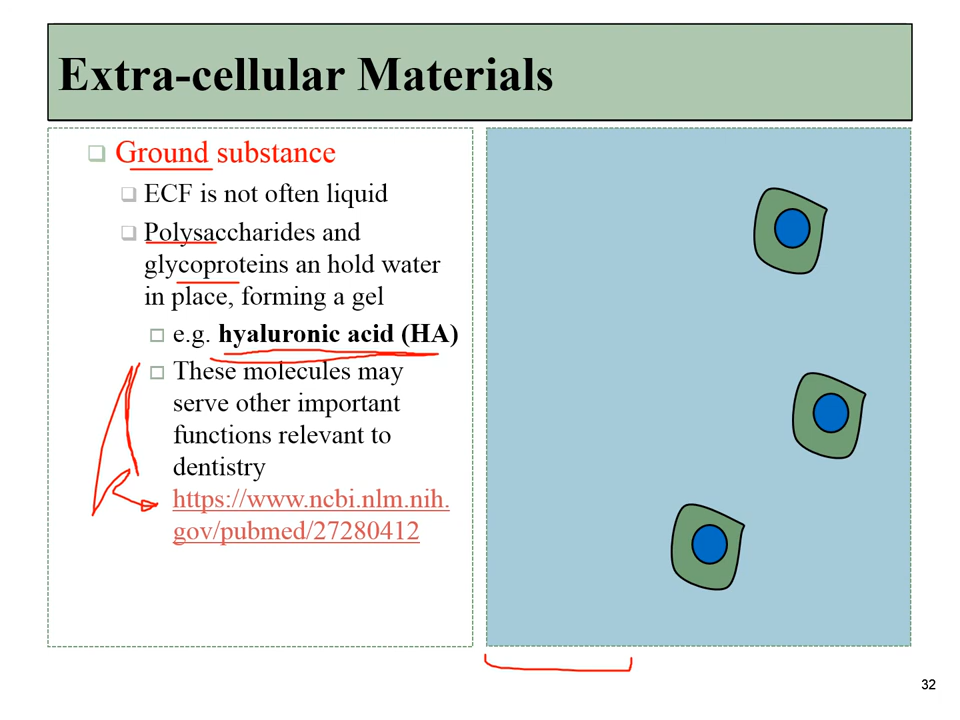 Extra-cellular Materials
Ground substance
ECF is not often liquid
Polysaccharides and
glycoproteins an hold water
in place, forming a gel
e.g. hyaluronic acid (HA)
These molecules may
serve other important
functions relevant to
dentistry
https://www.ncbi.nlm.nih.
gov/pubmed/27280412
32